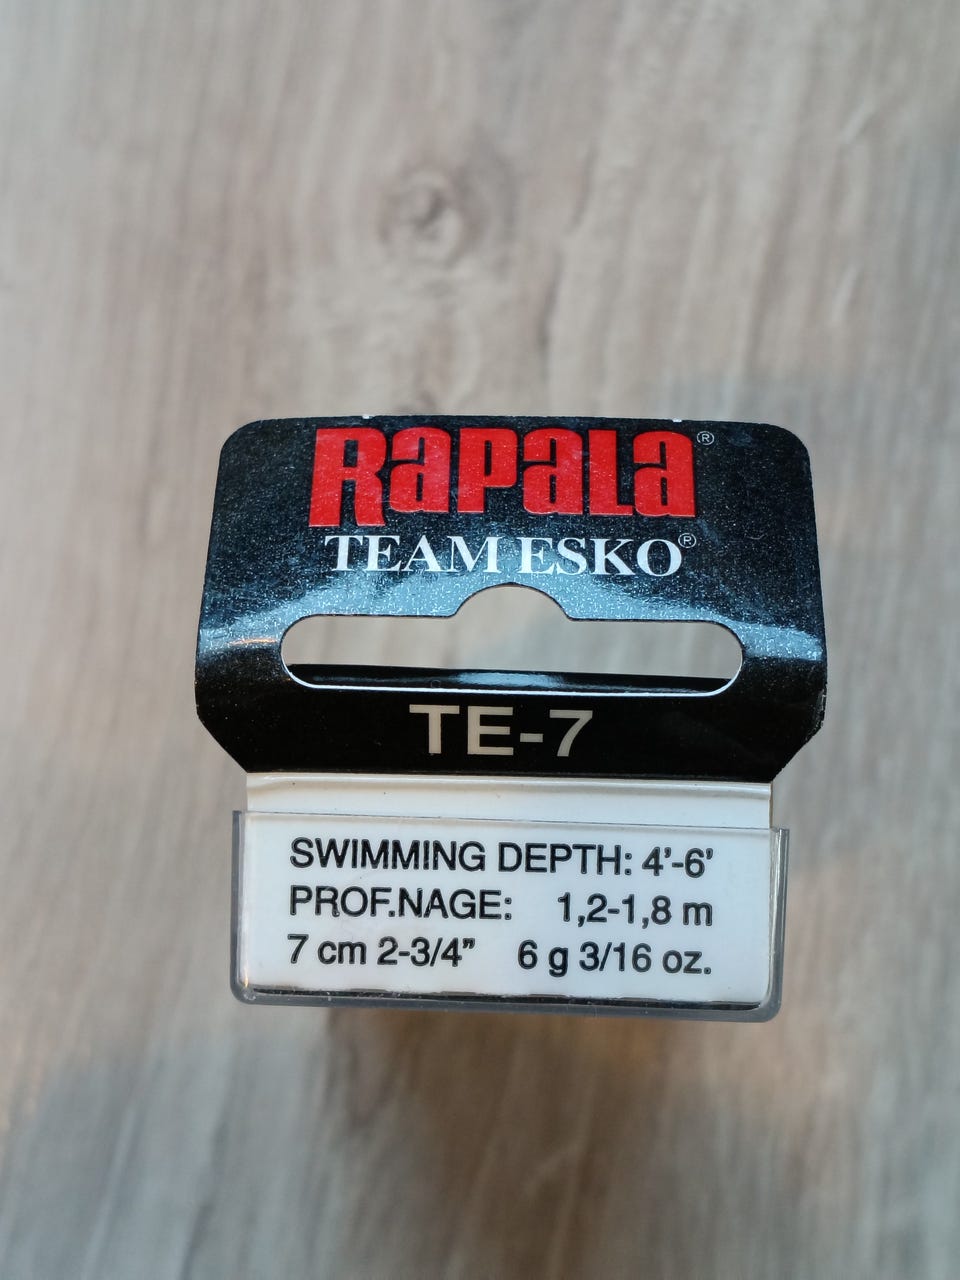 RAPALA®
TEAM ESKO®
TE-7
SWIMMING DEPTH: 4'-6'
PROF.NAGE: 1,2-1,8 m
7 cm 2-3/4" 6 g 3/16 oz.